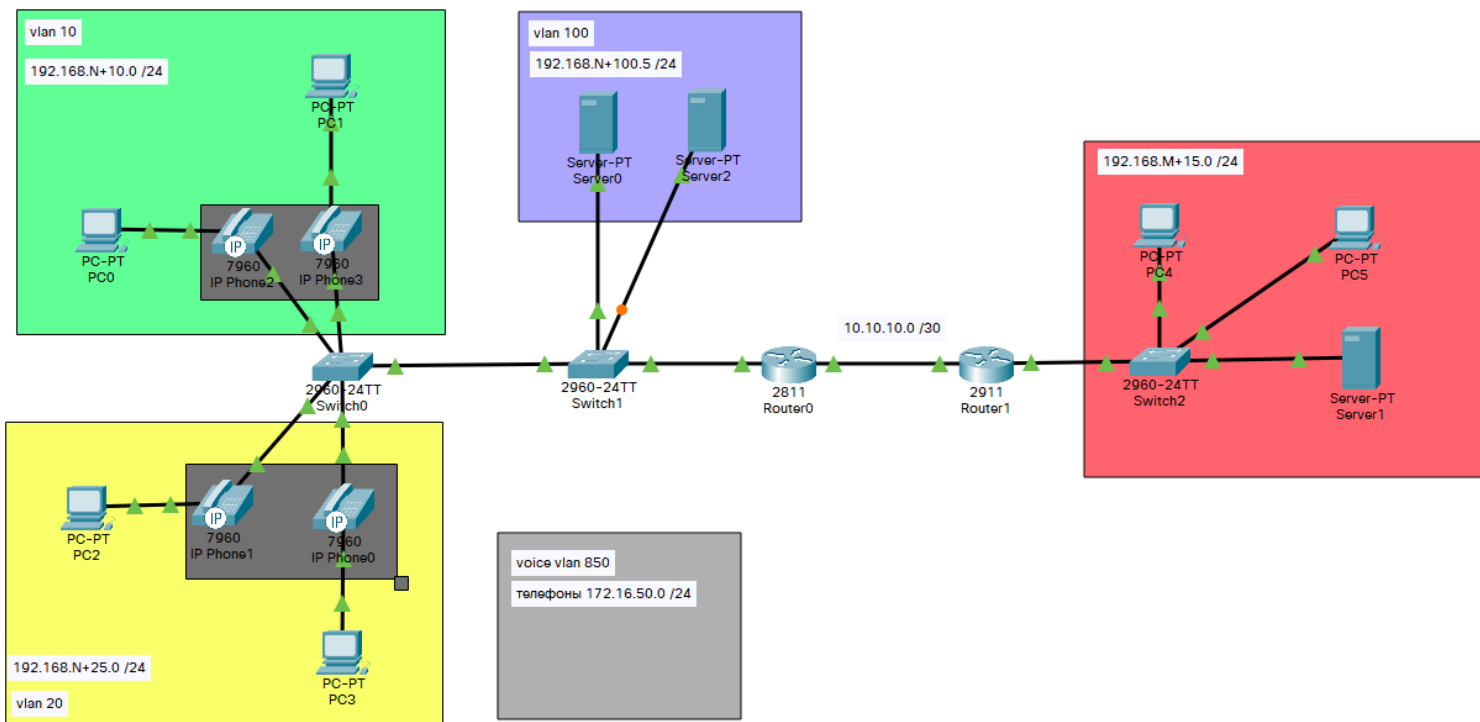 vlan 10
192.168.N+10.0 /24
PC-PT
PC1
PC-PT
PC0
IP
7960
IP Phone2
IP
7960
IP Phone3
vlan 100
192.168.N+100.5 /24
Server-PT
Server0
Server-PT
Server2
192.168.M+15.0 /24
PC-PT
PC4
PC-PT
PC5
2960-24TT
Switch0
2960-24TT
Switch1
2811
Router0
10.10.10.0 /30
2911
Router1
2960-24TT
Switch2
Server-PT
Server1
PC-PT
PC2
IP
7960
IP Phone1
IP
7960
IP Phone0
192.168.N+25.0 /24
vlan 20
PC-PT
PC3
voice vlan 850
телефоны 172.16.50.0 /24